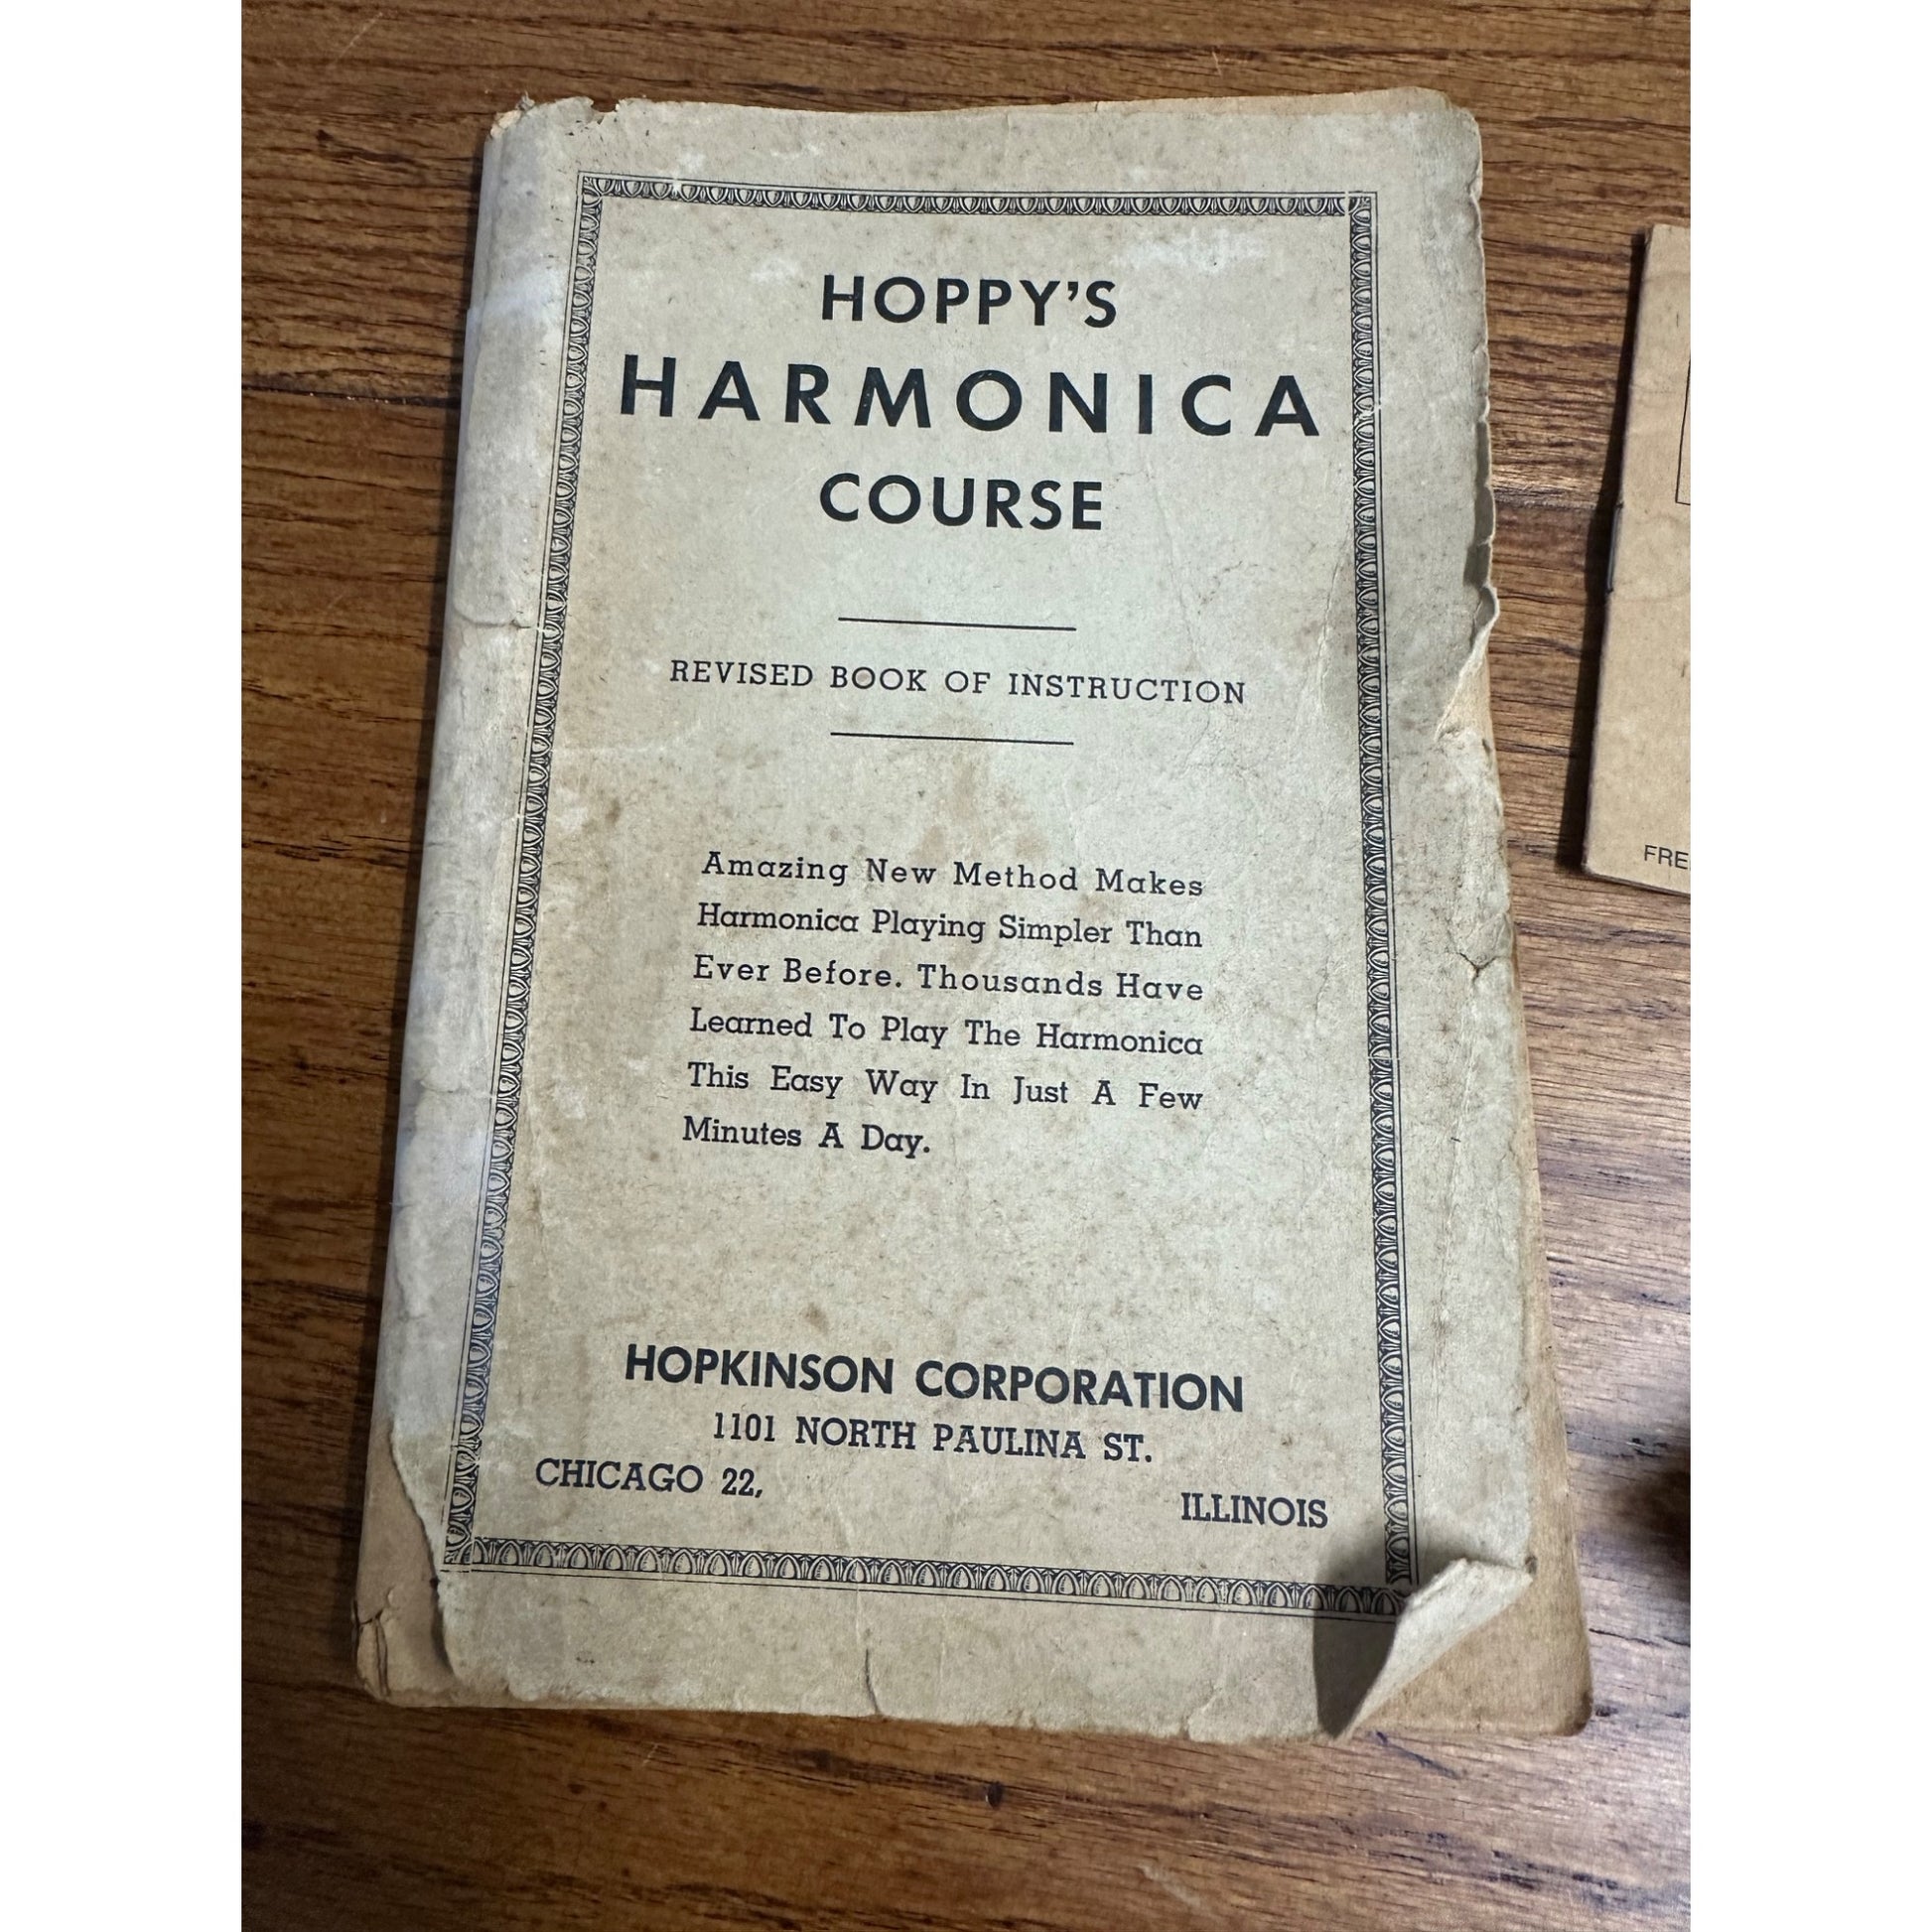 HOPPY'S
HARMONICA
COURSE
REVISED BOOK OF INSTRUCTION
Amazing New Method Makes
Harmonica Playing Simpler Than
Ever Before. Thousands Have
Learned To Play The Harmonica
This Easy Way In Just A Few
Minutes A Day.
HOPKINSON CORPORATION
1101 NORTH PAULINA ST.
CHICAGO 22, ILLINOIS
FRE